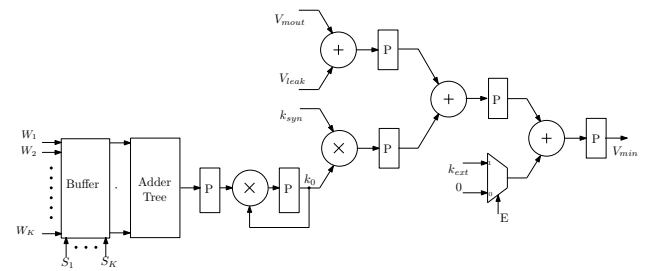 V_mout
+
P
V_leak
k_syn
+
P
×
P
+
P
V_min
W_1
W_2
Buffer
Adder
Tree
P
×
P
k_0
k_ext
1
0
0
E
W_K
S_1
S_K